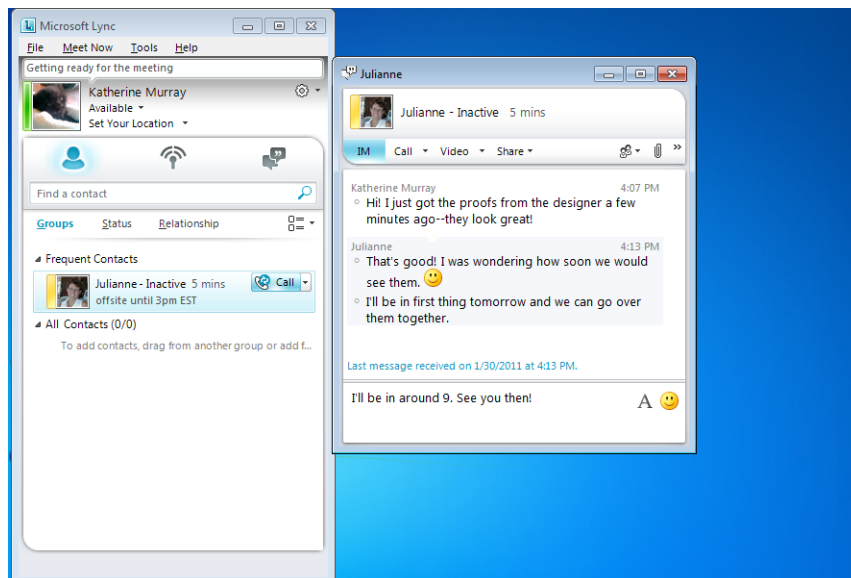 Microsoft Lync
File Meet Now Tools Help
Getting ready for the meeting
Katherine Murray
Available
Set Your Location
Find a contact
Groups Status Relationship
Frequent Contacts
Julianne - Inactive 5 mins
Call
offsite until 3pm EST
All Contacts (0/0)
To add contacts, drag from another group or add f...
Julianne
Julianne - Inactive 5 mins
IM Call Video Share
Katherine Murray 4:07 PM
Hi! I just got the proofs from the designer a few
minutes ago--they look great!
Julianne 4:13 PM
That's good! I was wondering how soon we would
see them.
I'll be in first thing tomorrow and we can go over
them together.
Last message received on 1/30/2011 at 4:13 PM.
I'll be in around 9. See you then! A